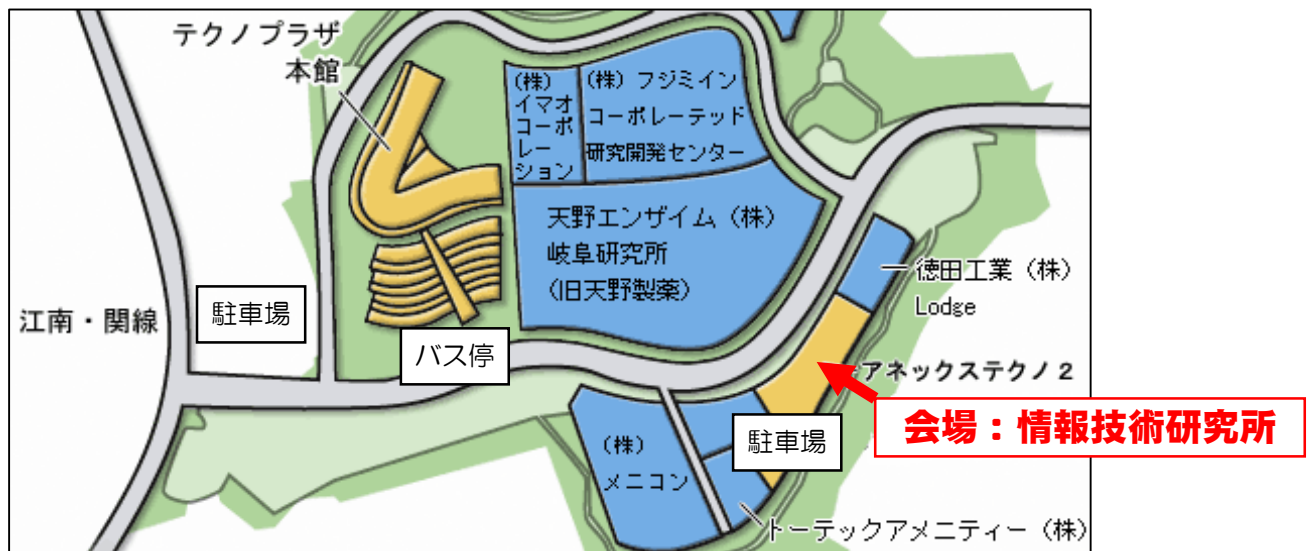 テクノプラザ
本館
(株)
イマオ
コーポ
レー
ション
(株) フジミイン
コーポレーテッド
研究開発センター
天野エンザイム (株)
岐阜研究所
(旧天野製薬)
徳田工業 (株)
Lodge
江南・関線
駐車場
バス停
アネックステクノ2
会場:情報技術研究所
駐車場
(株)
メニコン
トーテックアメニティー (株)